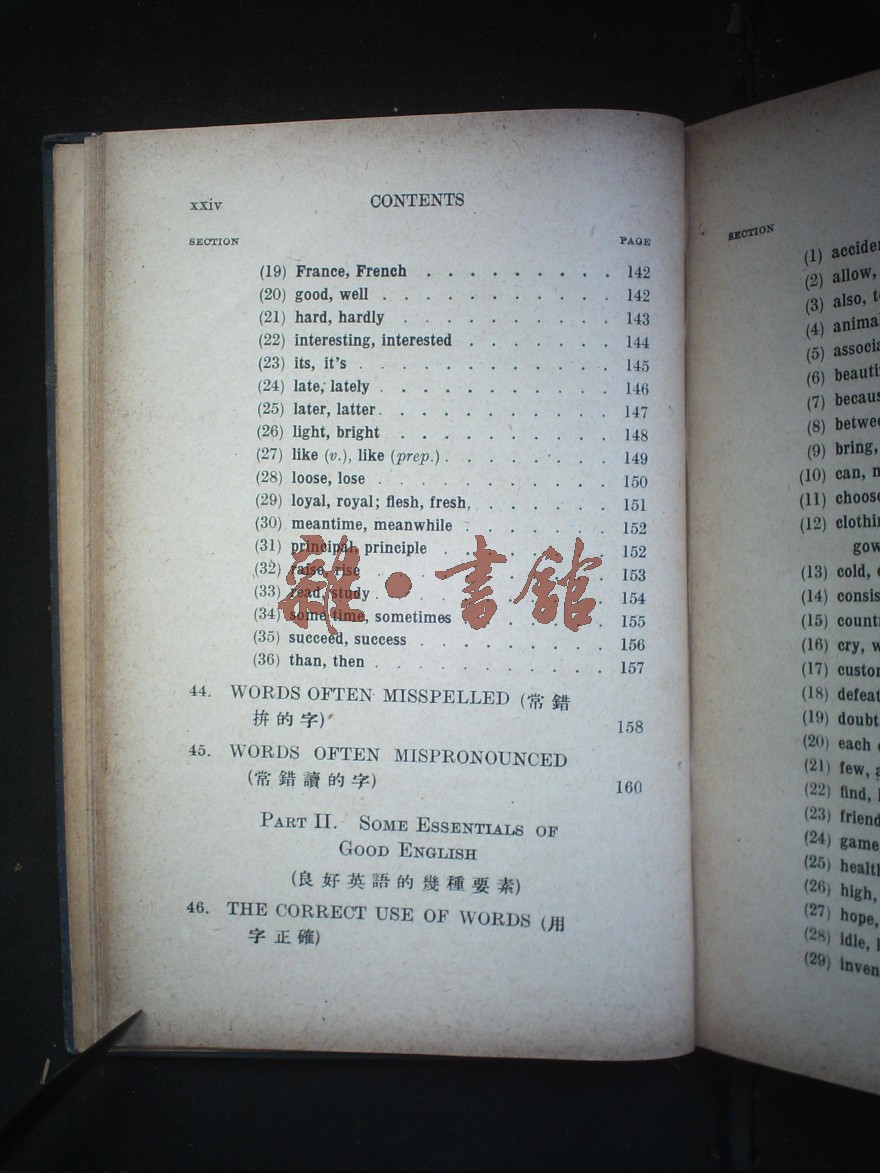 xxiv CONTENTS
SECTION PAGE
(19) France, French . . . . . . . . . 142
(20) good, well . . . . . . . . . . . 142
(21) hard, hardly . . . . . . . . . . 143
(22) interesting, interested . . . . . . . 144
(23) its, it's . . . . . . . . . . . . 145
(24) late, lately . . . . . . . . . . . 146
(25) later, latter . . . . . . . . . . . 147
(26) light, bright . . . . . . . . . . 148
(27) like (v.), like (prep.) . . . . . . . . 149
(28) loose, lose . . . . . . . . . . . 150
(29) loyal, royal; flesh, fresh, . . . . . . 151
(30) meantime, meanwhile . . . . . . . 152
(31) principal, principle . . . . . . . . 152
(32) raise, rise . . . . . . . . . . . 153
(33) read, study . . . . . . . . . . . 154
(34) some time, sometimes . . . . . . . 155
(35) succeed, success . . . . . . . . . 156
(36) than, then . . . . . . . . . . . 157
44. WORDS OFTEN MISSPELLED (常錯
拚的字) 158
45. WORDS OFTEN MISPRONOUNCED
(常錯讀的字) 160
PART II. SOME ESSENTIALS OF
GOOD ENGLISH
(良好英語的幾種要素)
46. THE CORRECT USE OF WORDS (用
字正確)
雜·書館
SECTION
(1)
(2) allow,
(3) also,
(4)
(5)
(6)
(7)
(8)
(9) bring,
(10) can,
(11)
(12)
(13) cold,
(14)
(15)
(16) cry,
(17)
(18)
(19)
(20) each
(21) few,
(22) find,
(23)
(24)
(25)
(26) high,
(27) hope,
(28) idle,
(29)